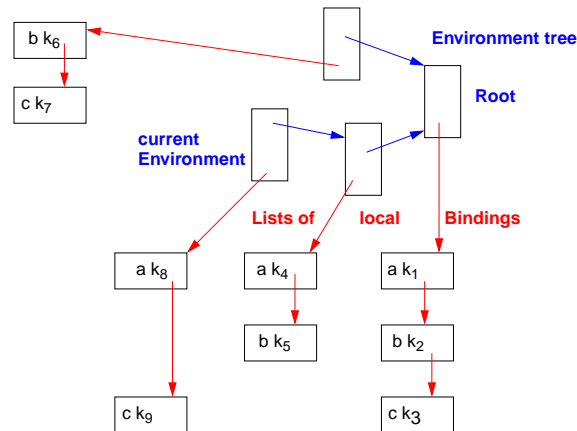 b k6
Environment tree
c k7
Root
current
Environment
Lists of local Bindings
a k8
a k4
a k1
b k5
b k2
c k9
c k3